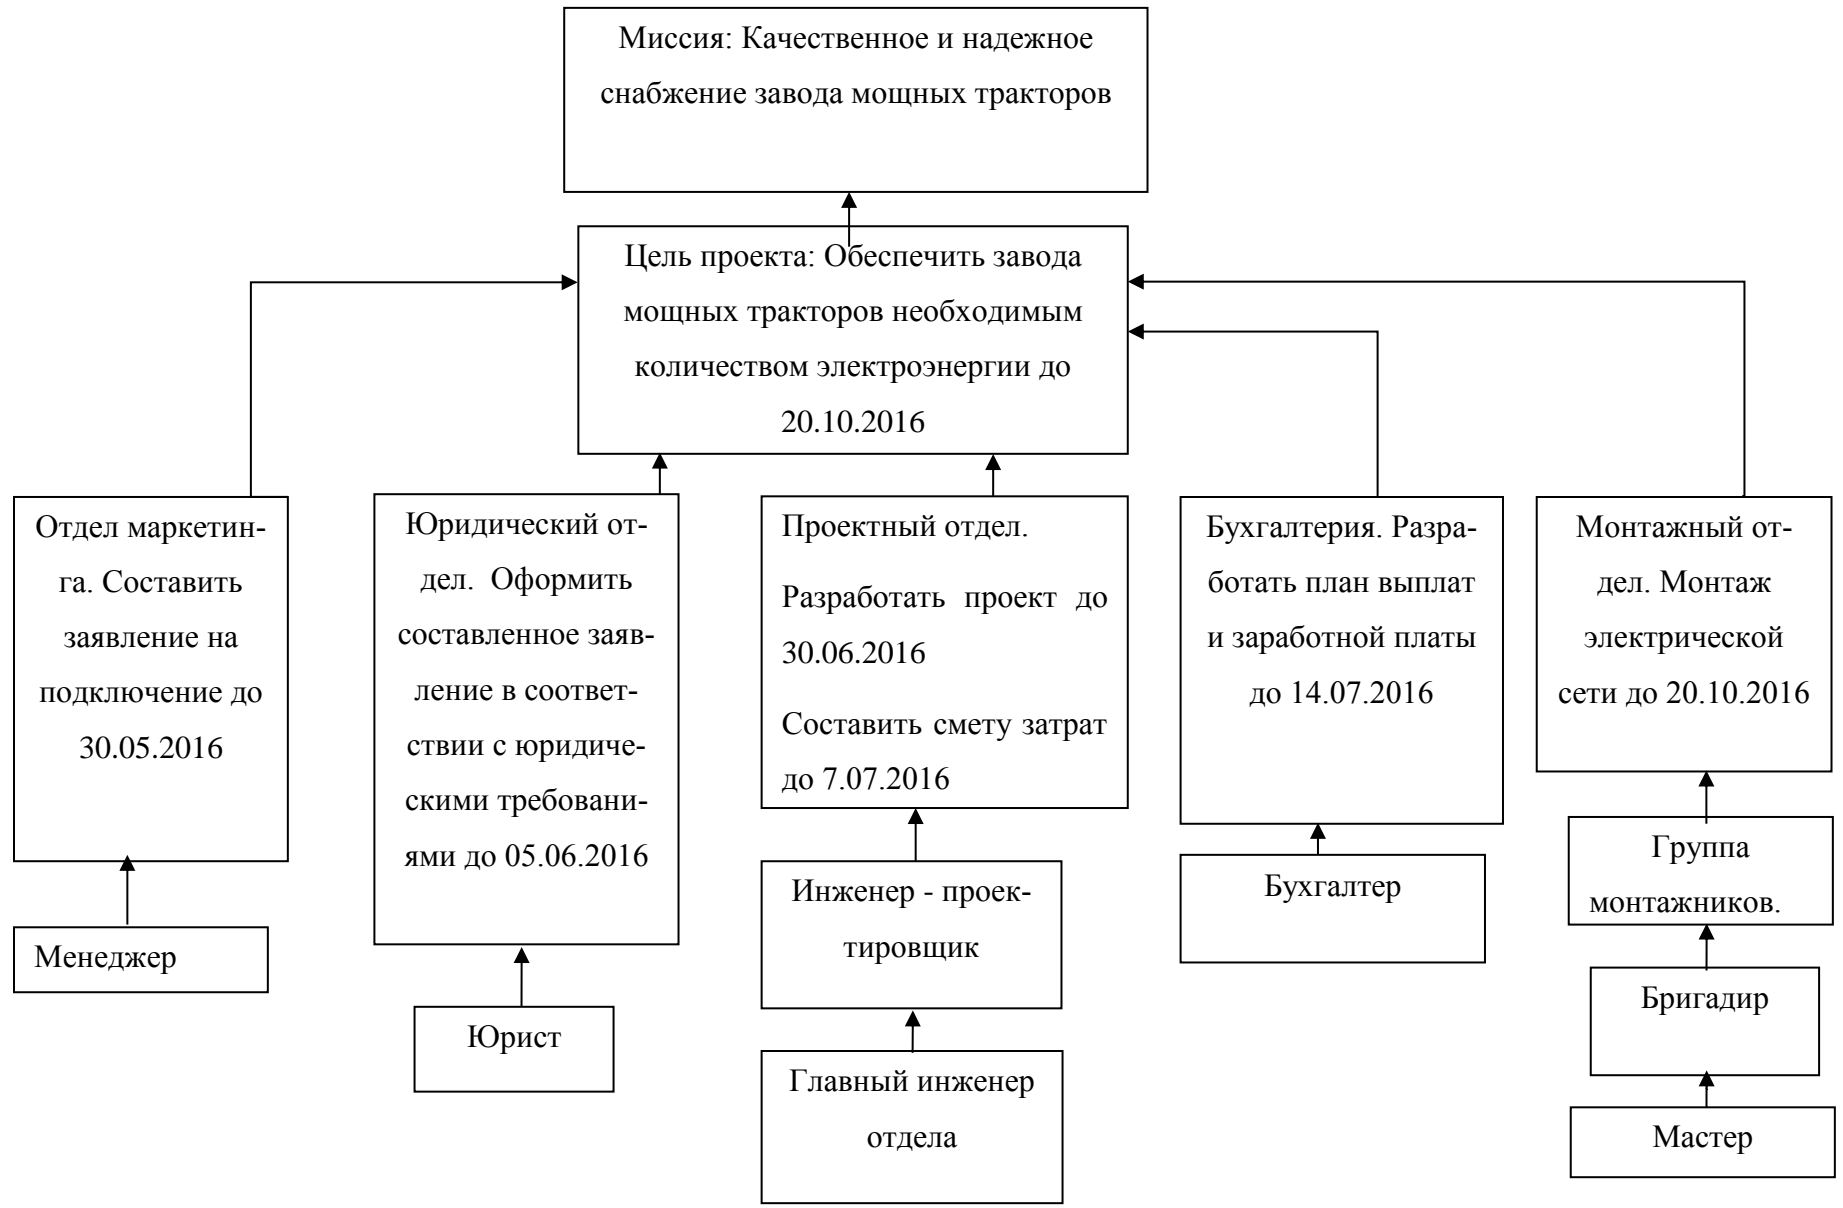 Миссия: Качественное и надежное
снабжение завода мощных тракторов
Цель проекта: Обеспечить завода
мощных тракторов необходимым
количеством электроэнергии до
20.10.2016
Отдел маркетин-
га. Составить
заявление на
подключение до
30.05.2016
Юридический от-
дел. Оформить
составленное заяв-
ление в соответ-
ствии с юридиче-
скими требовани-
ями до 05.06.2016
Проектный отдел.
Разработать проект до
30.06.2016
Составить смету затрат
до 7.07.2016
Бухгалтерия. Разра-
ботать план выплат
и заработной платы
до 14.07.2016
Монтажный от-
дел. Монтаж
электрической
сети до 20.10.2016
Менеджер
Юрист
Инженер - проек-
тировщик
Главный инженер
отдела
Бухгалтер
Группа
монтажников.
Бригадир
Мастер